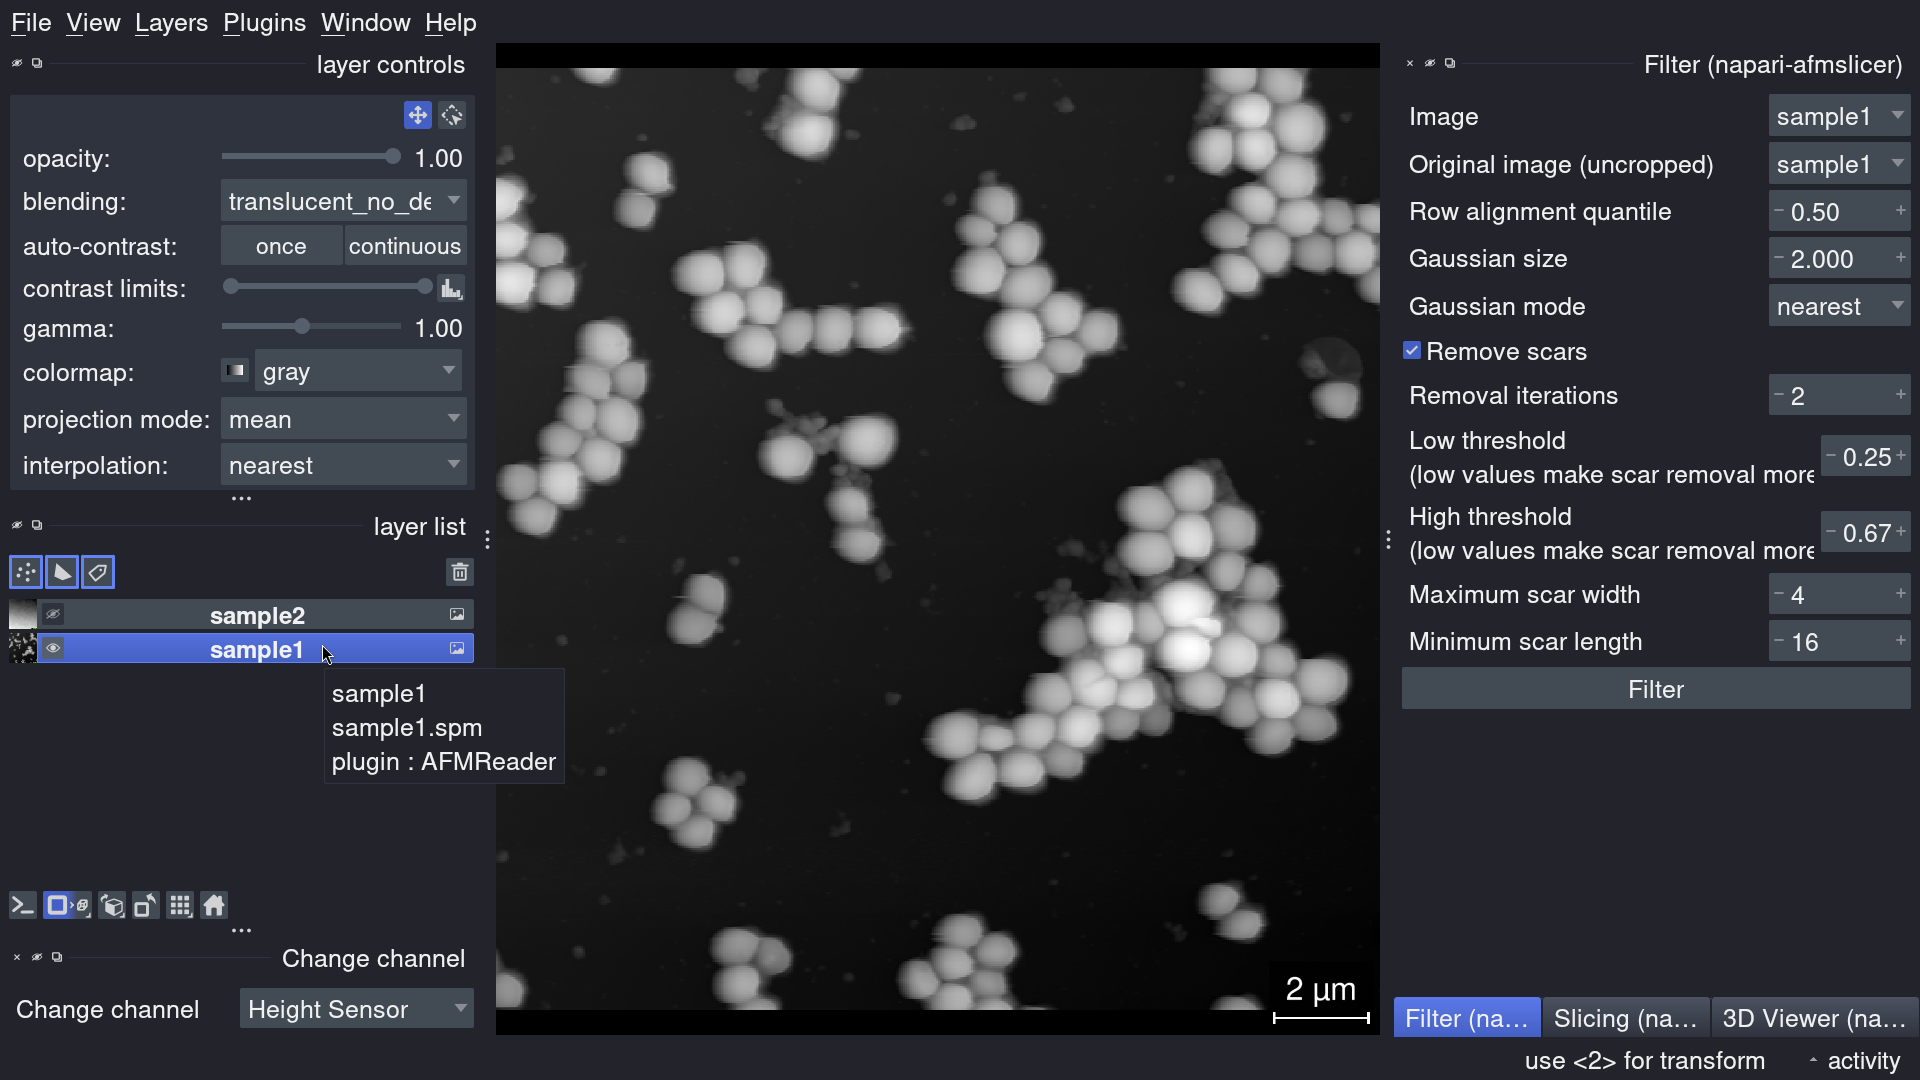 File View Layers Plugins Window Help
layer controls
opacity: 1.00
blending: translucent_no_de
auto-contrast: once continuous
contrast limits:
gamma: 1.00
colormap: gray
projection mode: mean
interpolation: nearest
layer list
sample2
sample1
sample1
sample1.spm
plugin : AFMReader
Change channel
Change channel Height Sensor
2 µm
Filter (napari-afmslicer)
Image sample1
Original image (uncropped) sample1
Row alignment quantile 0.50
Gaussian size 2.000
Gaussian mode nearest
Remove scars
Removal iterations 2
Low threshold
(low values make scar removal more 0.25
High threshold
(low values make scar removal more 0.67
Maximum scar width 4
Minimum scar length 16
Filter
Filter (na... Slicing (na... 3D Viewer (na...
use <2> for transform activity